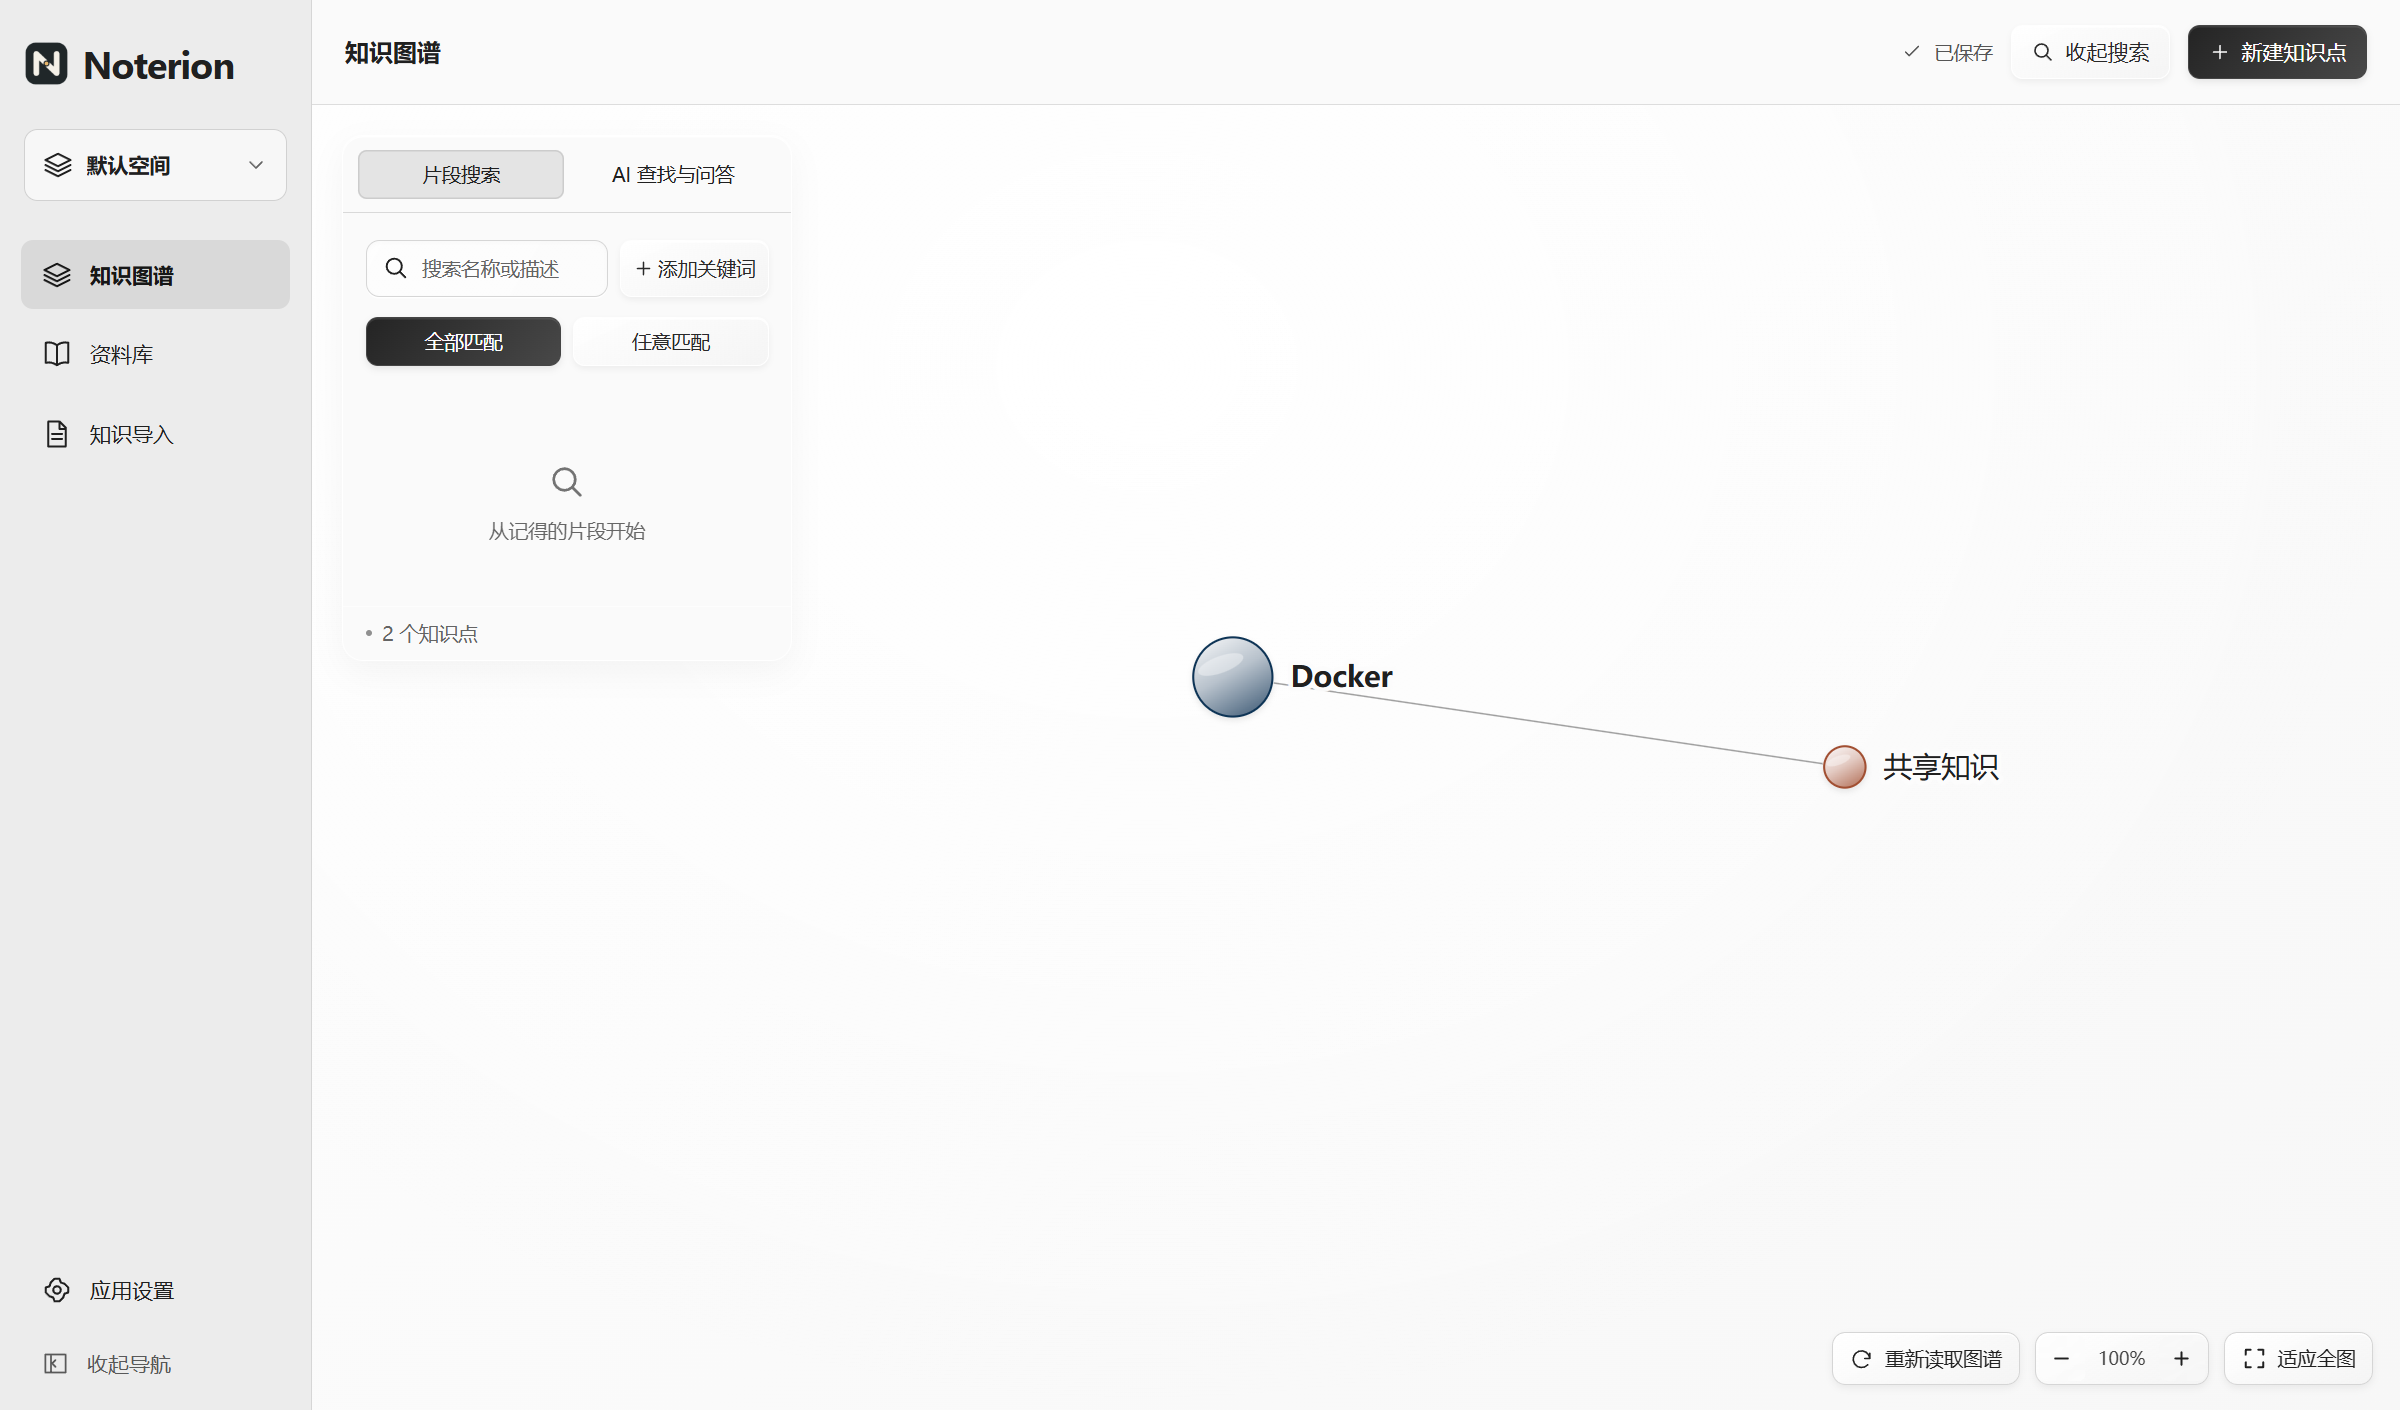 Noterion
默认空间
知识图谱
资料库
知识导入
应用设置
收起导航
知识图谱
已保存
收起搜索
新建知识点
片段搜索
AI 查找与问答
搜索名称或描述
+ 添加关键词
全部匹配
任意匹配
从记得的片段开始
• 2 个知识点
Docker
共享知识
重新读取图谱
− 100% +
适应全图